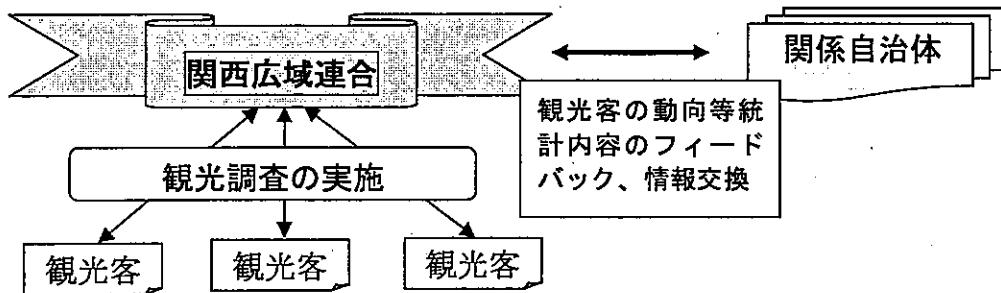 関西広域連合
関係自治体
観光客の動向等統
計内容のフィード
バック、情報交換
観光調査の実施
観光客
観光客
観光客